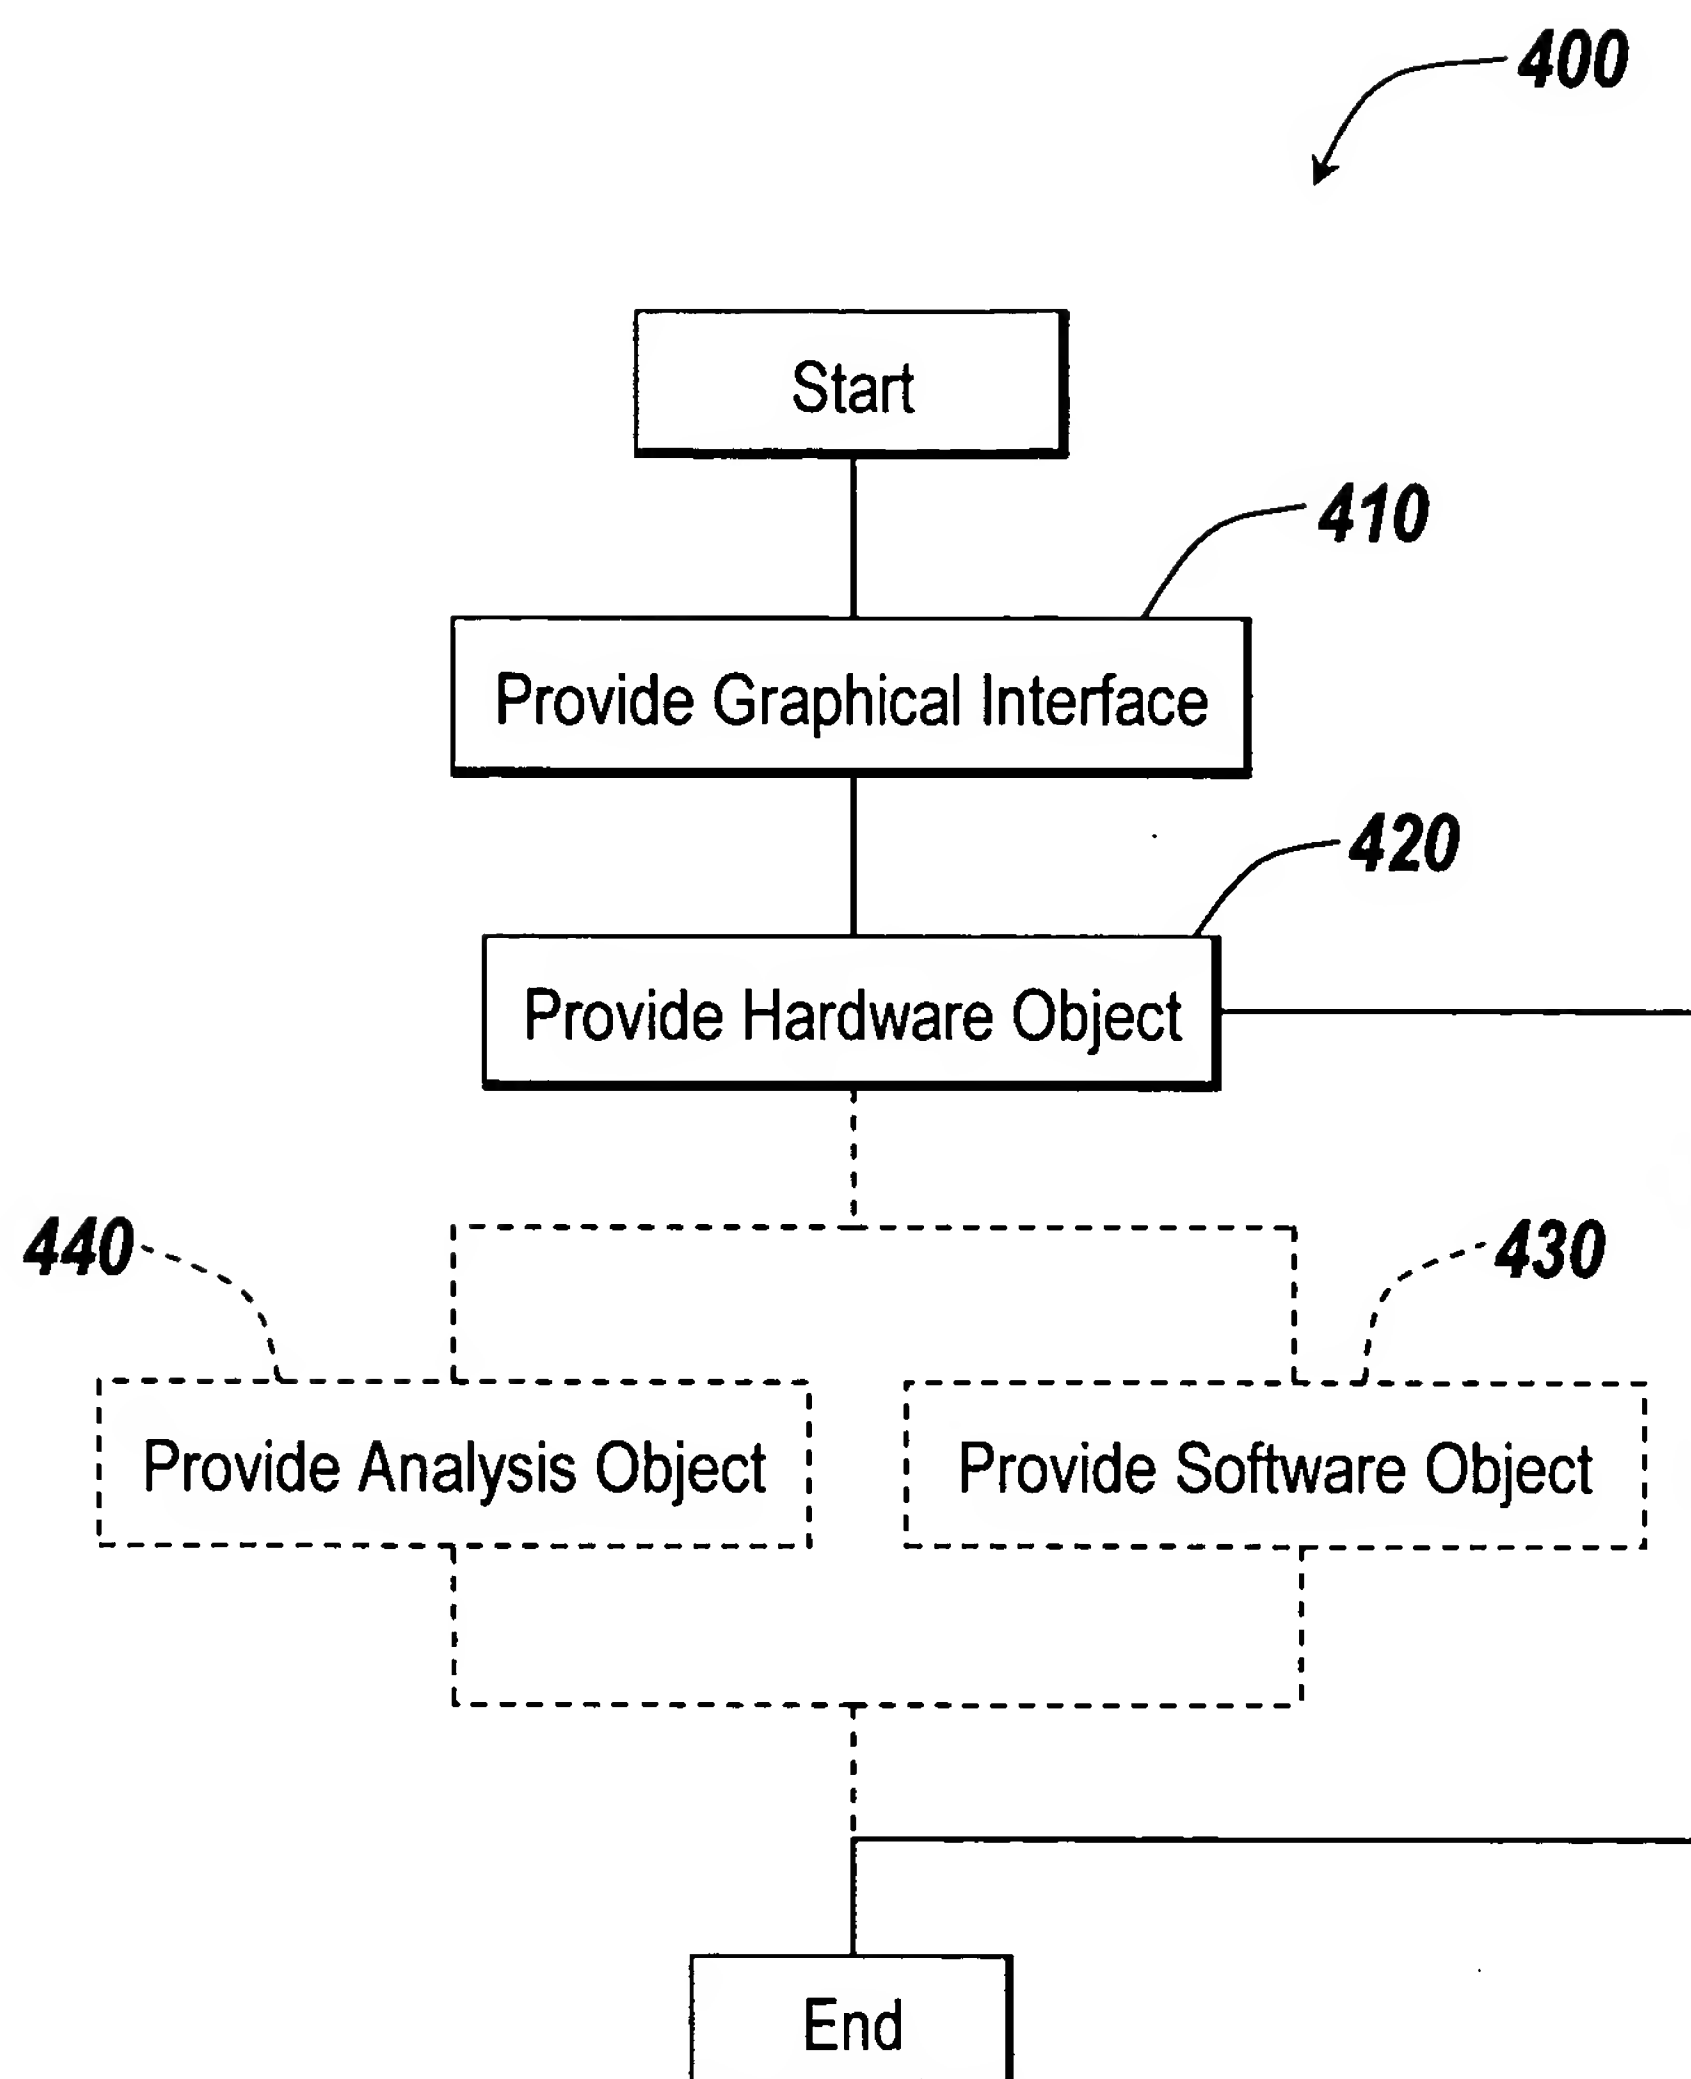 400
Start
410
Provide Graphical Interface
420
Provide Hardware Object
440
430
Provide Analysis Object
Provide Software Object
End